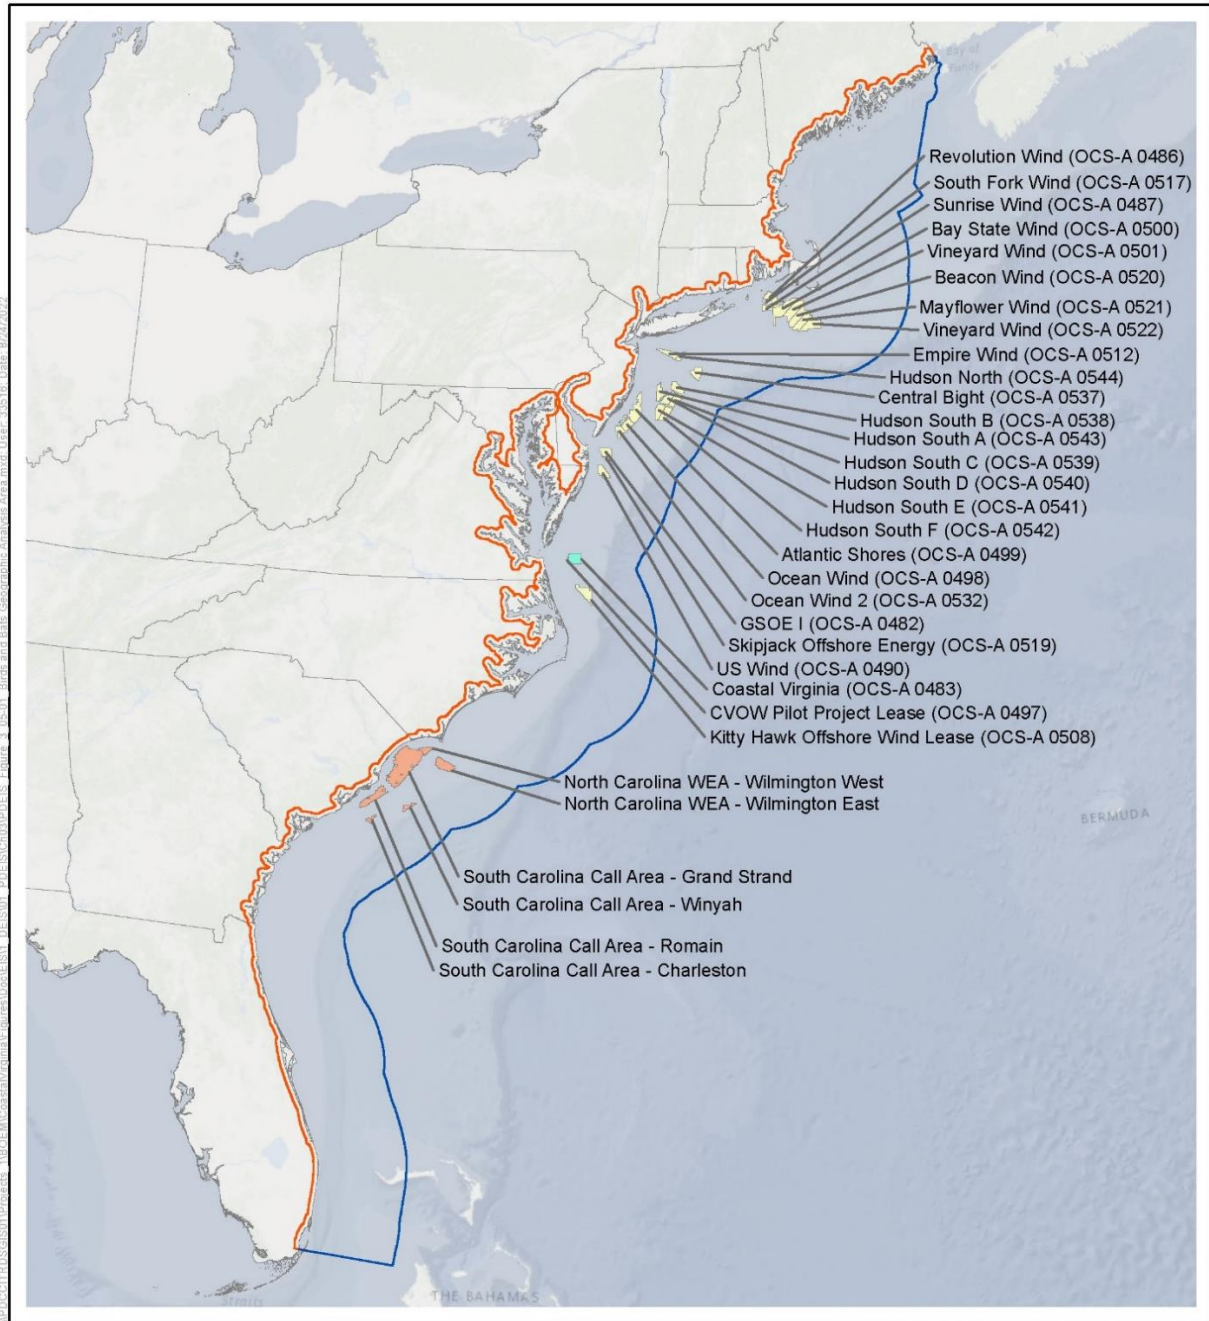 Bay of
Fundy
Revolution Wind (OCS-A 0486)
South Fork Wind (OCS-A 0517)
Sunrise Wind (OCS-A 0487)
Bay State Wind (OCS-A 0500)
Vineyard Wind (OCS-A 0501)
Beacon Wind (OCS-A 0520)
Mayflower Wind (OCS-A 0521)
Vineyard Wind (OCS-A 0522)
Empire Wind (OCS-A 0512)
Hudson North (OCS-A 0544)
Central Bight (OCS-A 0537)
Hudson South B (OCS-A 0538)
Hudson South A (OCS-A 0543)
Hudson South C (OCS-A 0539)
Hudson South D (OCS-A 0540)
Hudson South E (OCS-A 0541)
Hudson South F (OCS-A 0542)
Atlantic Shores (OCS-A 0499)
Ocean Wind (OCS-A 0498)
Ocean Wind 2 (OCS-A 0532)
GSOE I (OCS-A 0482)
Skipjack Offshore Energy (OCS-A 0519)
US Wind (OCS-A 0490)
Coastal Virginia (OCS-A 0483)
CVOW Pilot Project Lease (OCS-A 0497)
Kitty Hawk Offshore Wind Lease (OCS-A 0508)
North Carolina WEA - Wilmington West
North Carolina WEA - Wilmington East
BERMUDA
South Carolina Call Area - Grand Strand
South Carolina Call Area - Winyah
South Carolina Call Area - Romain
South Carolina Call Area - Charleston
THE BAHAMAS
Straits